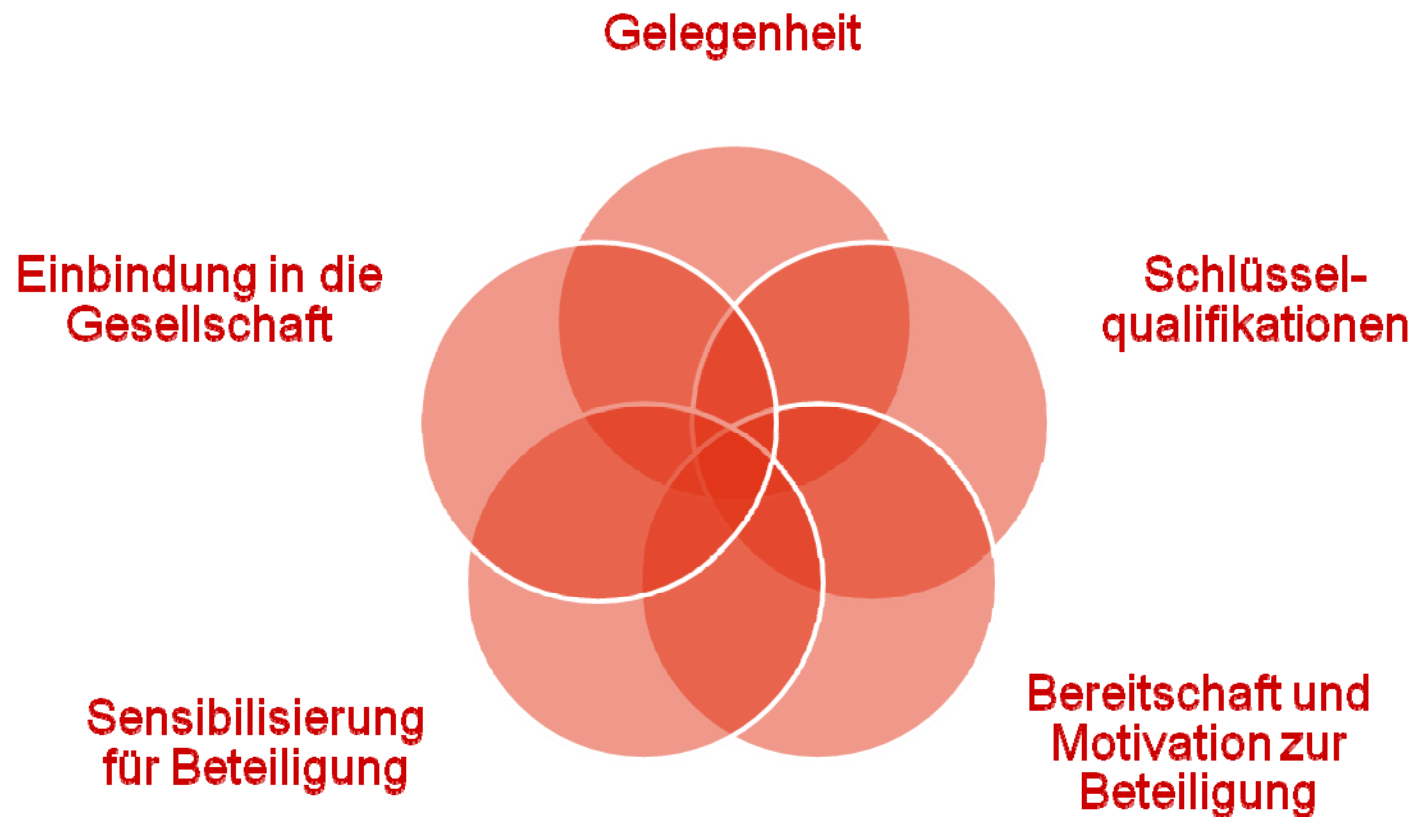 Gelegenheit
Einbindung in die
Gesellschaft
Schlüssel-
qualifikationen
Sensibilisierung
für Beteiligung
Bereitschaft und
Motivation zur
Beteiligung